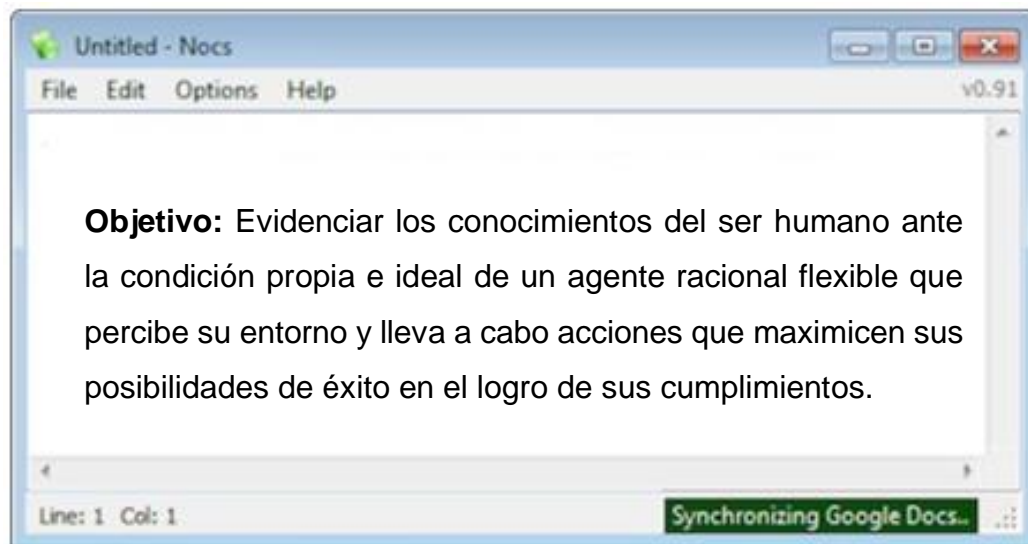 Untitled - Nocs
File Edit Options Help v0.91
Objetivo: Evidenciar los conocimientos del ser humano ante
la condición propia e ideal de un agente racional flexible que
percibe su entorno y lleva a cabo acciones que maximicen sus
posibilidades de éxito en el logro de sus cumplimientos.
Line: 1 Col: 1 Synchronizing Google Docs...